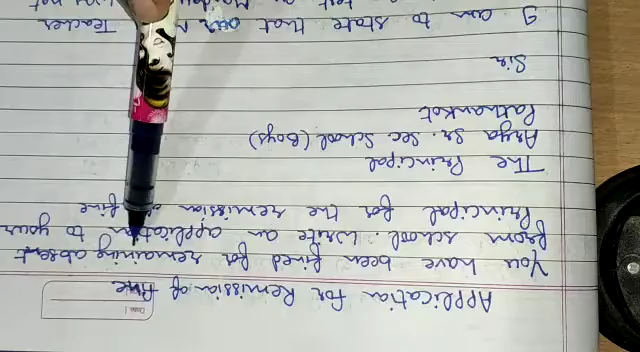 Application for Remission of fine
You have been fined for remaining absent
from school. Write an application to your
Principal for the remission of fine
The Principal
Arya Sr. Sec. School (Boys)
Pathankot
Sir
I am to state that our Teacher